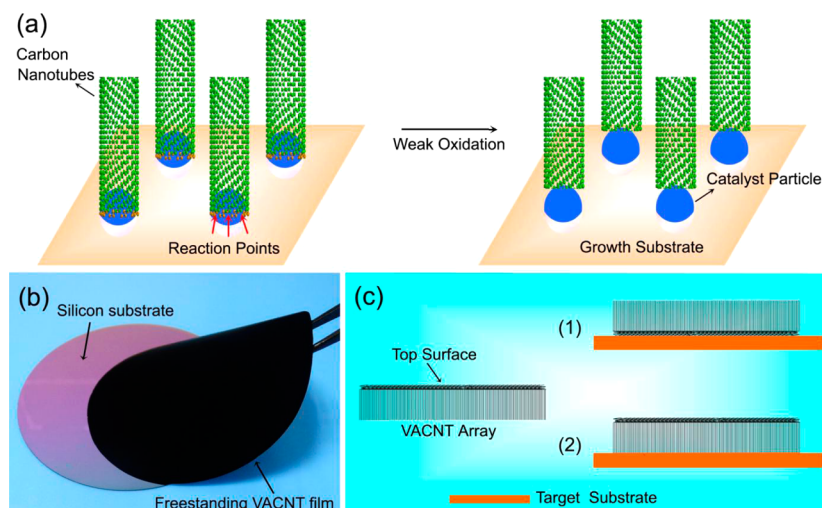 (a)
Carbon
Nanotubes
Weak Oxidation
Catalyst Particle
Reaction Points
Growth Substrate
(b)
Silicon substrate
Freestanding VACNT film
(c)
(1)
Top Surface
VACNT Array
(2)
Target Substrate